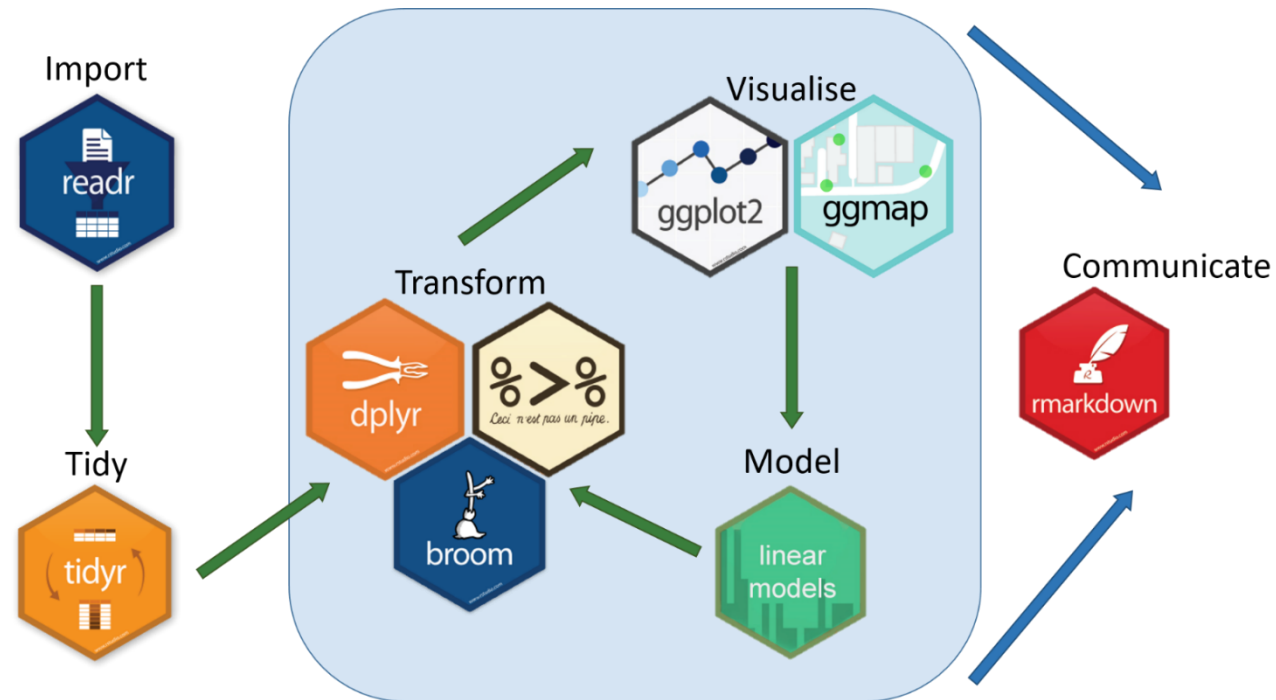 Import
readr
Tidy
tidyr
Transform
dplyr
%>%
Ceci n'est pas un pipe.
broom
Visualise
ggplot2
ggmap
Model
linear
models
Communicate
rmarkdown